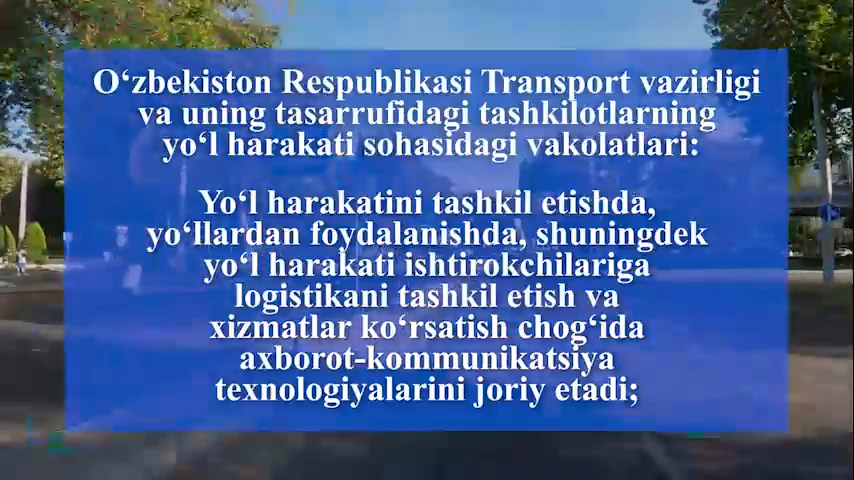 O‘zbekiston Respublikasi Transport vazirligi
va uning tasarrufidagi tashkilotlarning
yo‘l harakati sohasidagi vakolatlari:
Yo‘l harakatini tashkil etishda,
yo‘llardan foydalanishda, shuningdek
yo‘l harakati ishtirokchilariga
logistikani tashkil etish va
xizmatlar ko‘rsatish chog‘ida
axborot-kommunikatsiya
texnologiyalarini joriy etadi;